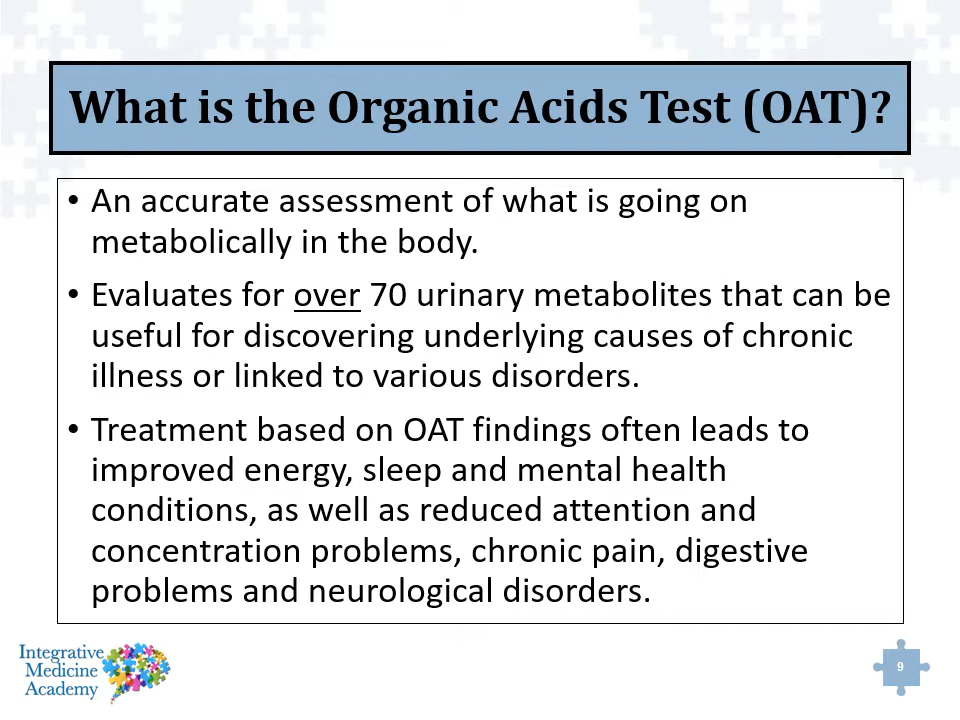 What is the Organic Acids Test (OAT)?
• An accurate assessment of what is going on
metabolically in the body.
• Evaluates for over 70 urinary metabolites that can be
useful for discovering underlying causes of chronic
illness or linked to various disorders.
• Treatment based on OAT findings often leads to
improved energy, sleep and mental health
conditions, as well as reduced attention and
concentration problems, chronic pain, digestive
problems and neurological disorders.
Integrative
Medicine
Academy
9